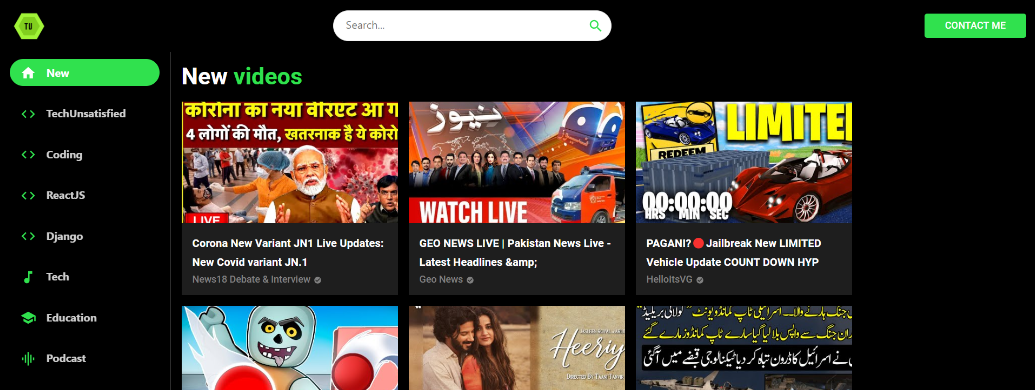 TU
Search...
CONTACT ME
New
TechUnsatisfied
Coding
ReactJS
Django
Tech
Education
Podcast
New videos
कोरोना का नया वीरएंट आ ग
4 लोगों की मौत, खतरनाक है ये कोरो
LIVE
Corona New Variant JN1 Live Updates:
New Covid variant JN.1
News18 Debate & Interview
نیوز
WATCH LIVE
GEO NEWS LIVE | Pakistan News Live -
Latest Headlines &amp;
Geo News
LIMITE
REDEEM
00:00:00
HRS MIN SEC
PAGANI?🔴Jailbreak New LIMITED
Vehicle Update COUNT DOWN HYP
HelloItsVG
Heeriy